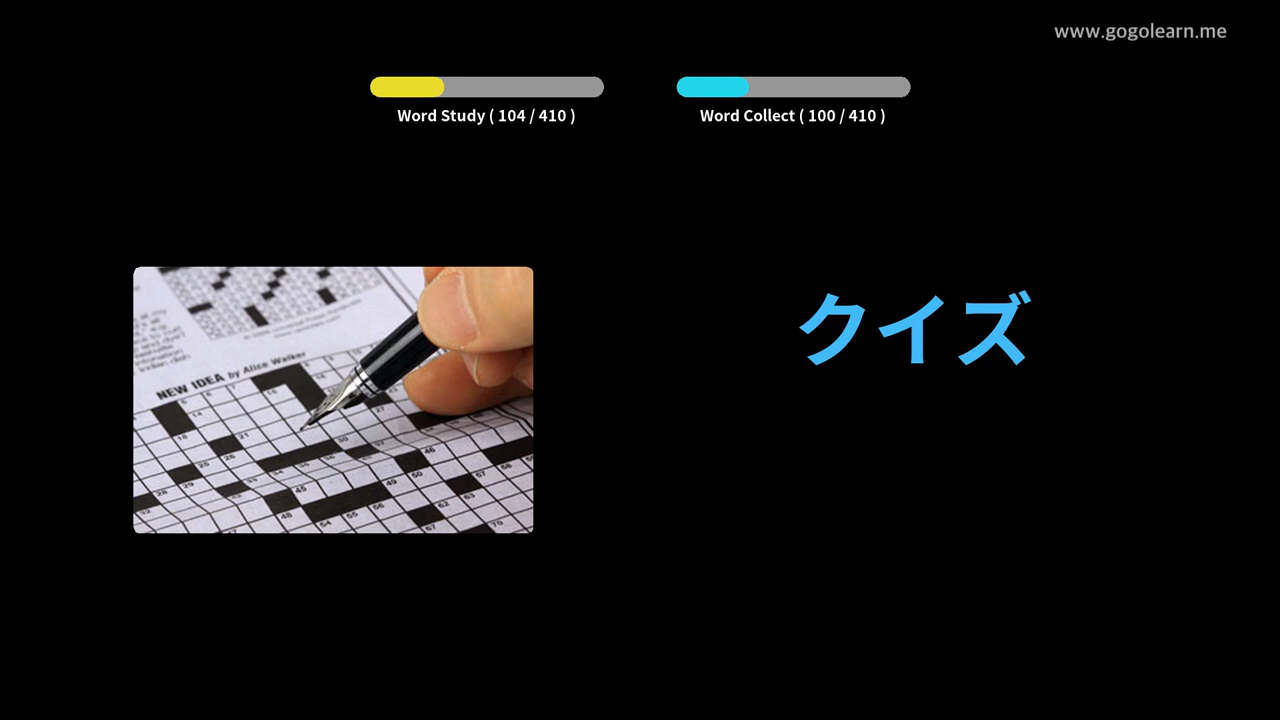 www.gogolearn.me
Word Study ( 104 / 410 )
Word Collect ( 100 / 410 )
NEW IDEA by Alice Walker
クイズ